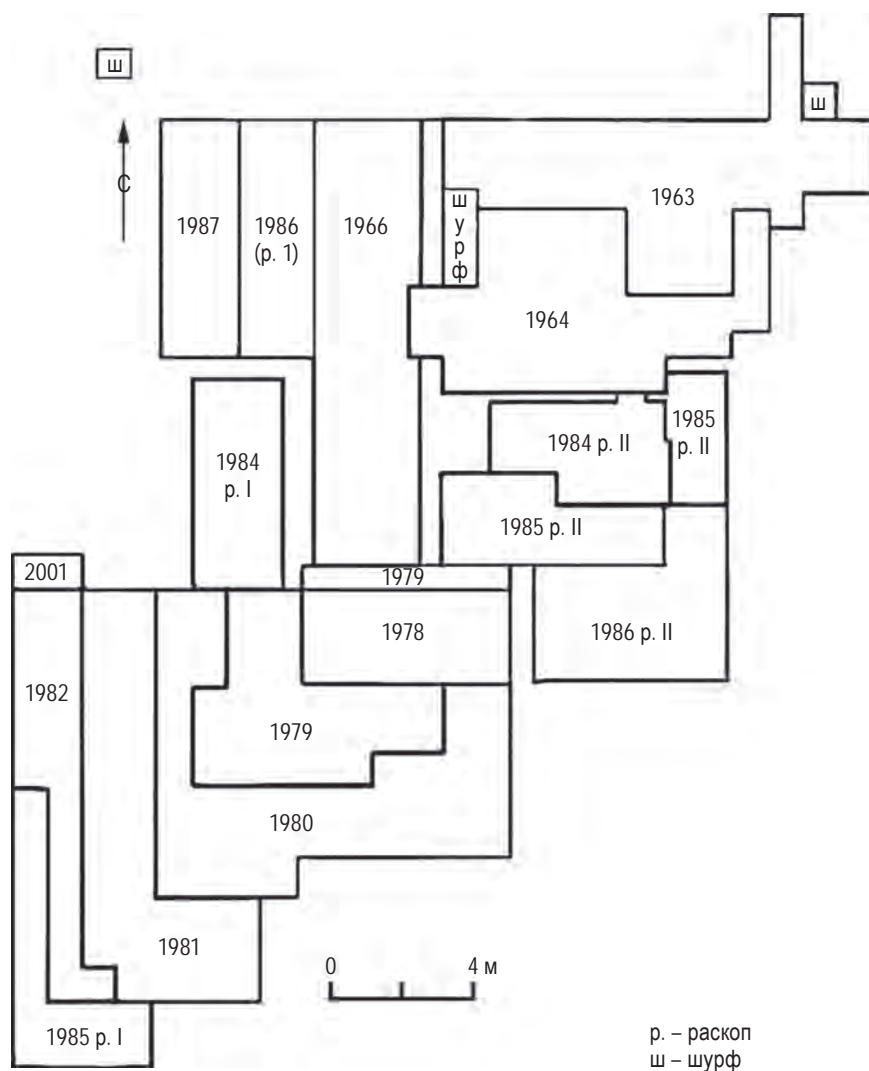 ш
ш
С
1963
1987
1986
(р. 1)
1966
шурф
1964
1985
р. II
1984 р. II
1984
р. I
1985 р. II
2001
1979
1978
1986 р. II
1982
1979
1980
1981
0 4 м
1985 р. I
р. – раскоп
ш – шурф